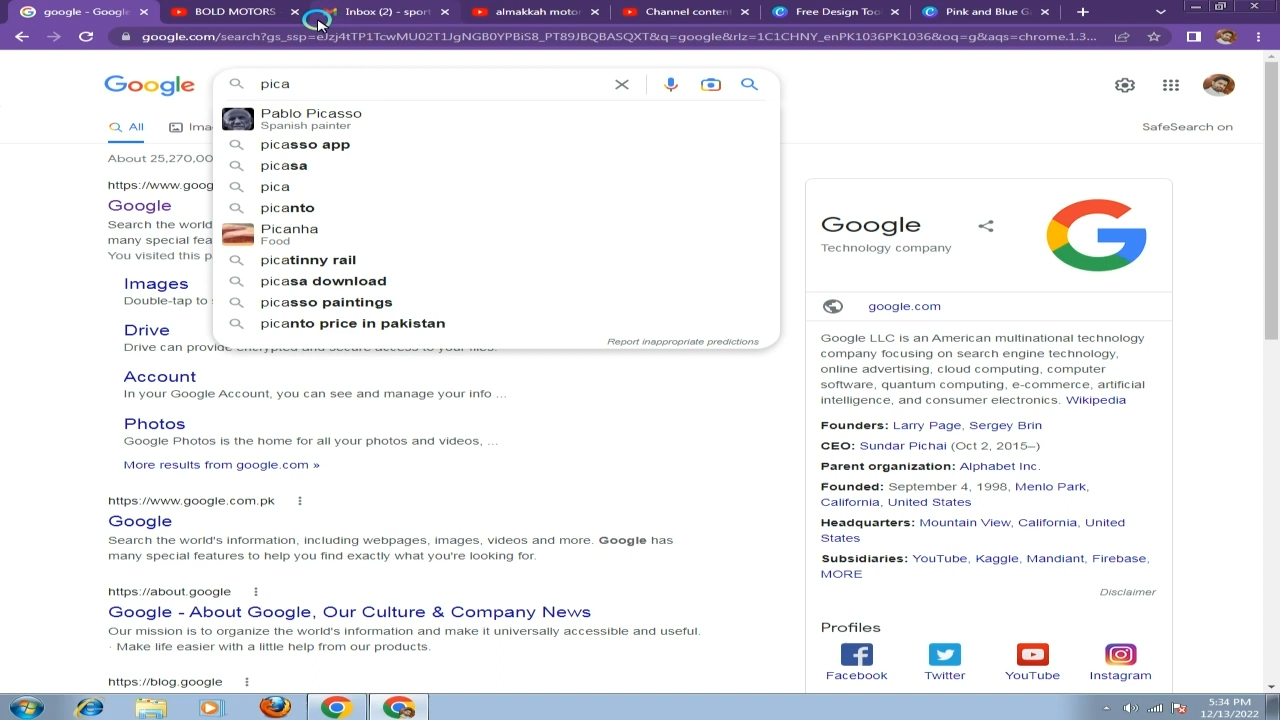 google - Google
BOLD MOTORS
Inbox (2) - sport
almakkah motor
Channel content
Free Design Too
Pink and Blue G
google.com/search?gs_ssp=eJzj4tTP1TcwMU02T1JgNGB0YPBiS8_PT89JBQBASQXT&q=google&rlz=1C1CHNY_enPK1036PK1036&oq=g&aqs=chrome.1.3...
Google
pica
Pablo Picasso
Spanish painter
picasso app
picasa
pica
picanto
Picanha
Food
picatinny rail
picasa download
picasso paintings
picanto price in pakistan
Report inappropriate predictions
All
Ima
SafeSearch on
About 25,270,00
https://www.goog
Google
Search the world
many special fea
You visited this p
Images
Double-tap to
Drive
Drive can provide encrypted and secure access to your files.
Account
In your Google Account, you can see and manage your info ...
Photos
Google Photos is the home for all your photos and videos, ...
More results from google.com »
https://www.google.com.pk
Google
Search the world's information, including webpages, images, videos and more. Google has
many special features to help you find exactly what you're looking for.
https://about.google
Google - About Google, Our Culture & Company News
Our mission is to organize the world's information and make it universally accessible and useful.
· Make life easier with a little help from our products.
https://blog.google
Google
Technology company
google.com
Google LLC is an American multinational technology
company focusing on search engine technology,
online advertising, cloud computing, computer
software, quantum computing, e-commerce, artificial
intelligence, and consumer electronics. Wikipedia
Founders: Larry Page, Sergey Brin
CEO: Sundar Pichai (Oct 2, 2015–)
Parent organization: Alphabet Inc.
Founded: September 4, 1998, Menlo Park,
California, United States
Headquarters: Mountain View, California, United
States
Subsidiaries: YouTube, Kaggle, Mandiant, Firebase,
MORE
Disclaimer
Profiles
Facebook
Twitter
YouTube
Instagram
5:34 PM
12/13/2022